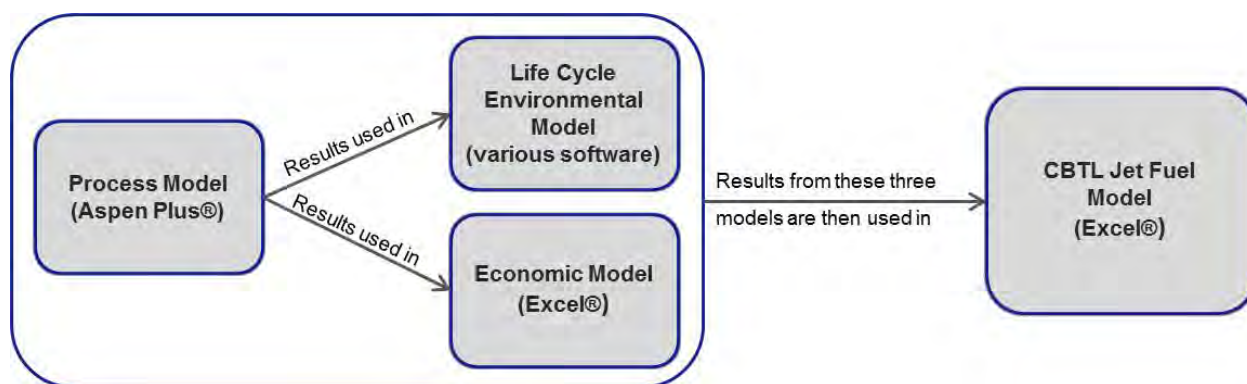 Process Model
(Aspen Plus®)
Results used in
Results used in
Life Cycle
Environmental
Model
(various software)
Economic Model
(Excel®)
Results from these three
models are then used in
CBTL Jet Fuel
Model
(Excel®)